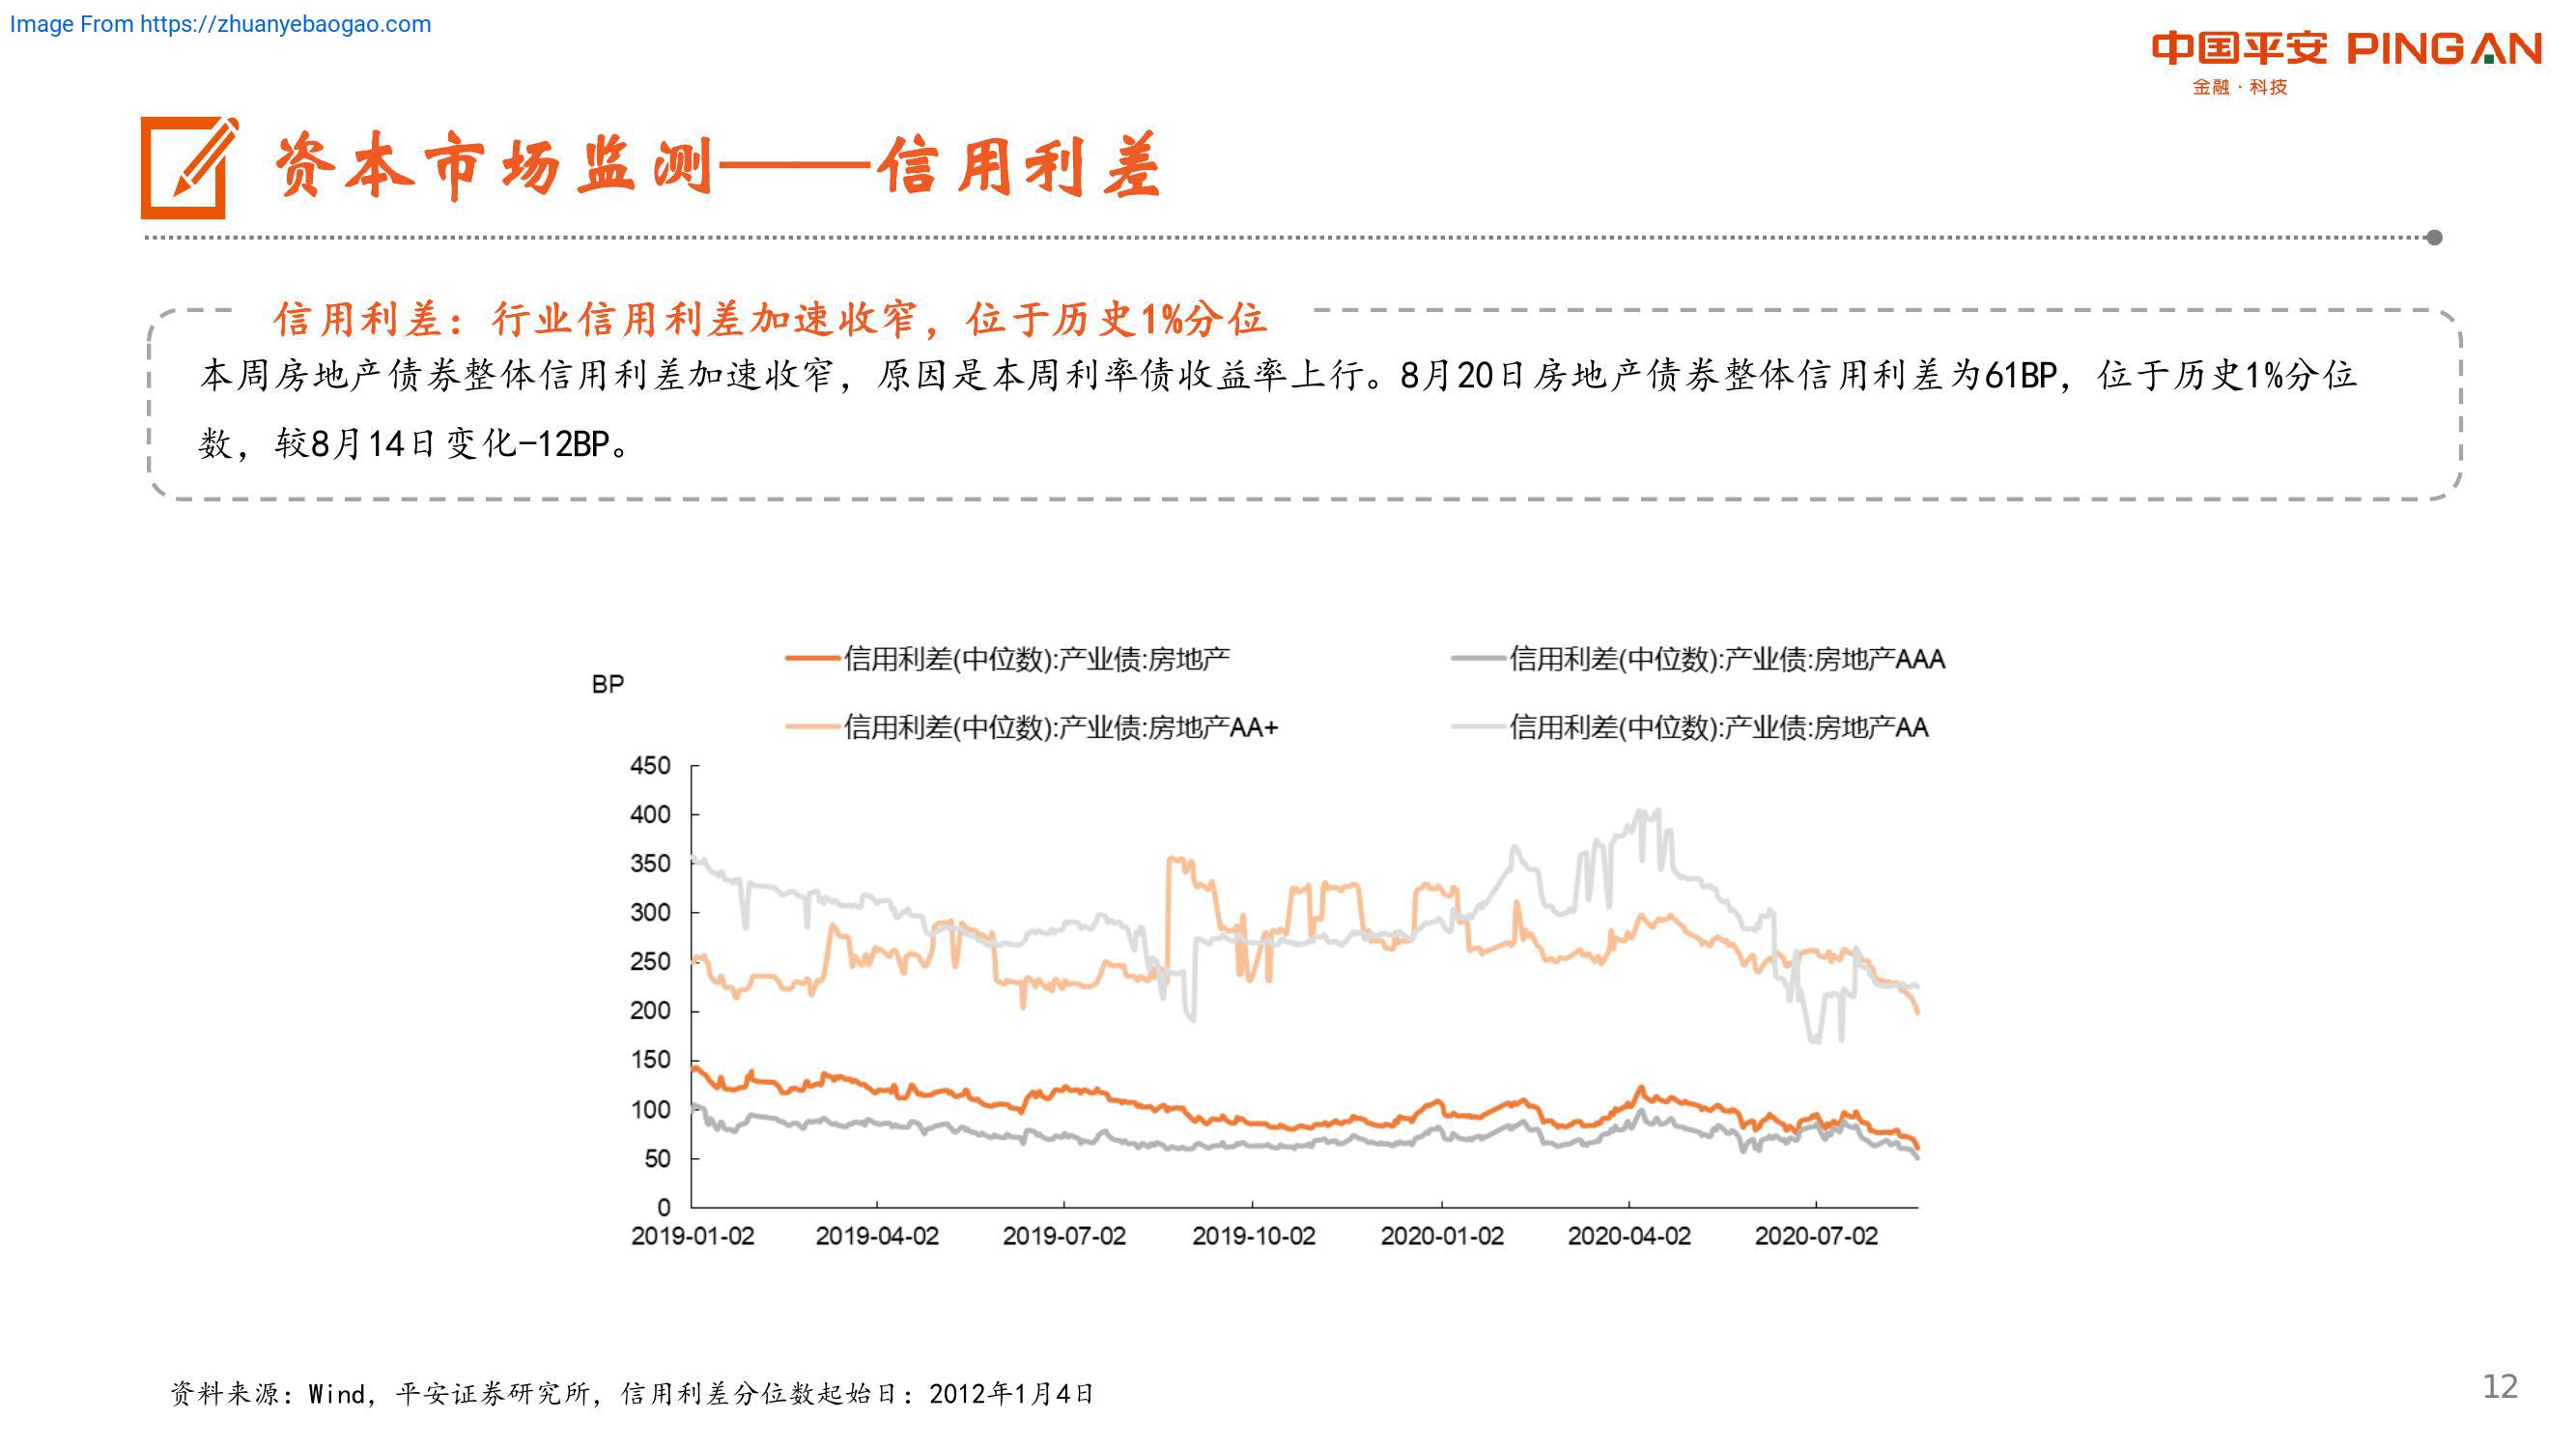 Image From https://zhuanyebaogao.com
中国平安 PINGAN
金融·科技
资本市场监测——信用利差
信用利差：行业信用利差加速收窄，位于历史1%分位
本周房地产债券整体信用利差加速收窄，原因是本周利率债收益率上行。8月20日房地产债券整体信用利差为61BP，位于历史1%分位
数，较8月14日变化-12BP。
信用利差(中位数):产业债:房地产
信用利差(中位数):产业债:房地产AAA
BP
信用利差(中位数):产业债:房地产AA+
信用利差(中位数):产业债:房地产AA
450
400
350
300
250
200
150
100
50
0
2019-01-02 2019-04-02 2019-07-02 2019-10-02 2020-01-02 2020-04-02 2020-07-02
资料来源：Wind，平安证券研究所，信用利差分位数起始日：2012年1月4日
12